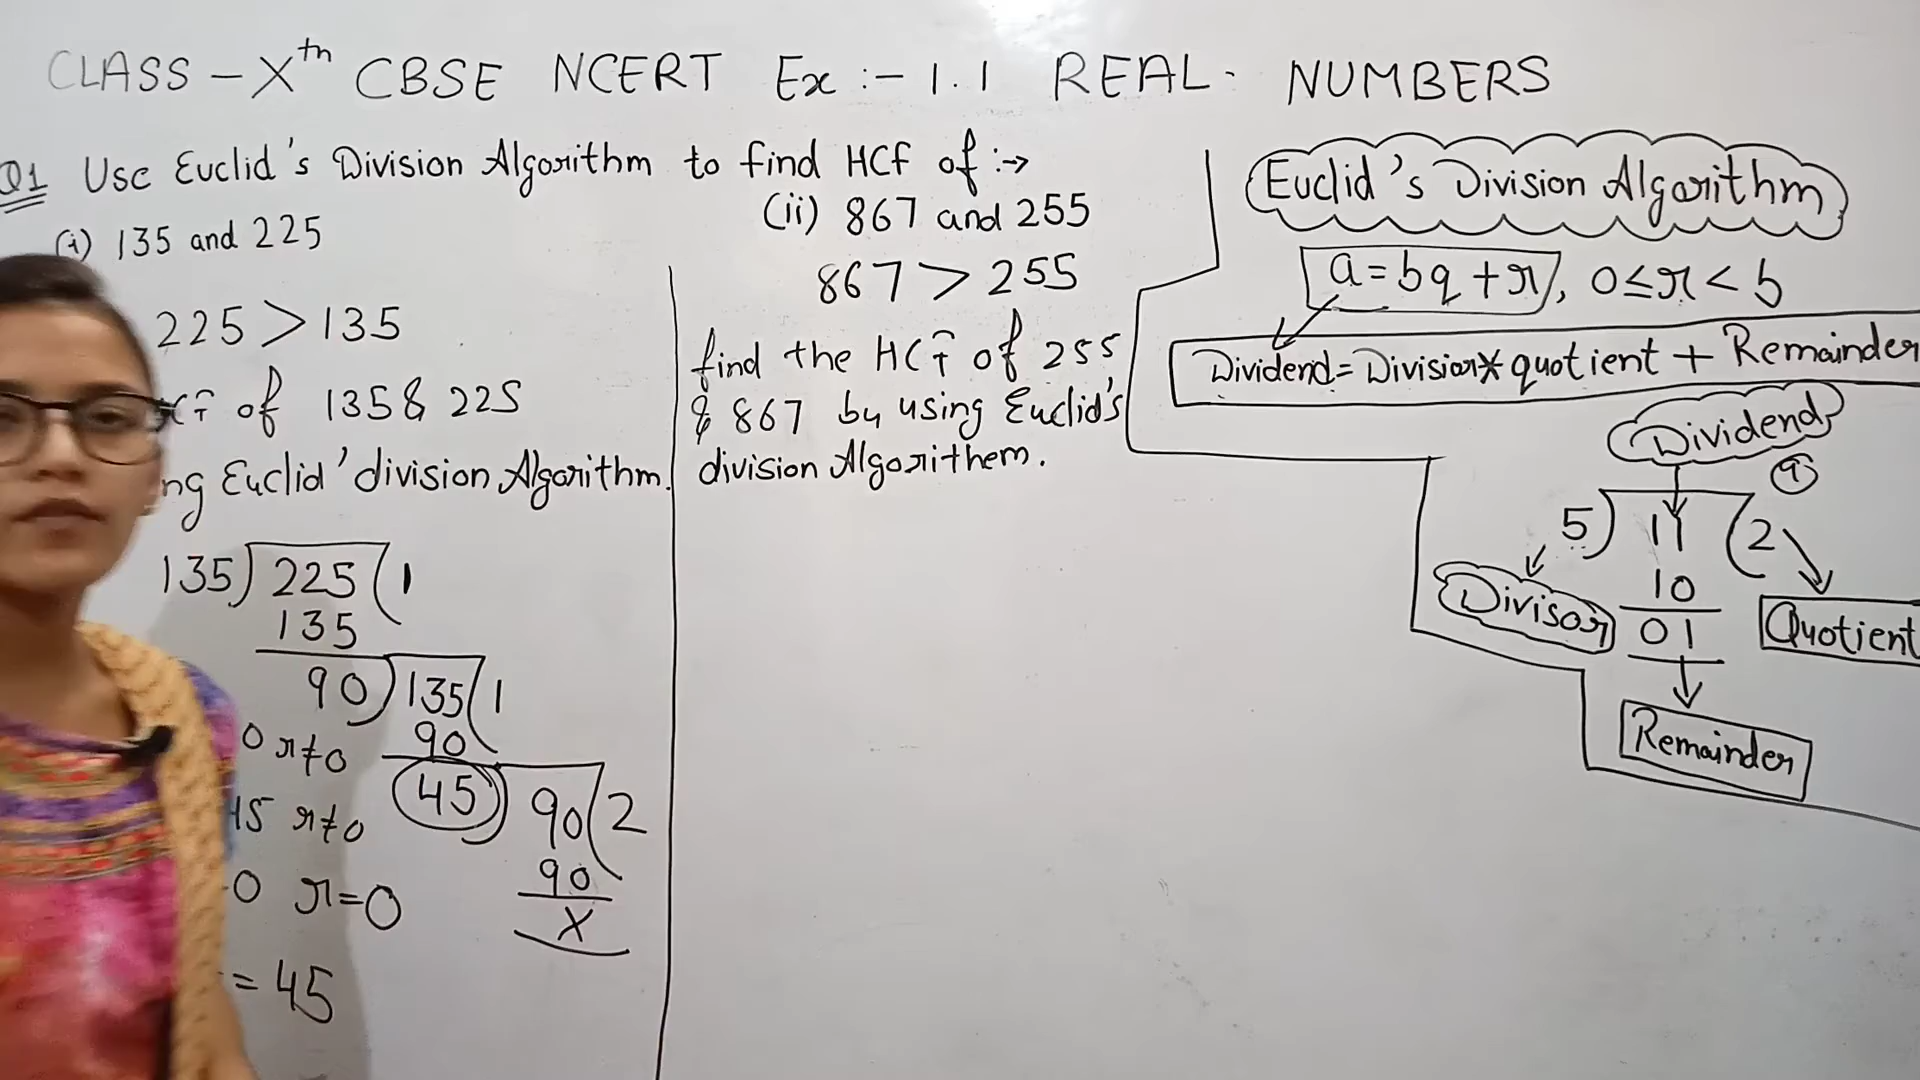 CLASS - Xth CBSE NCERT Ex :- 1.1 REAL NUMBERS
Q1 Use Euclid's Division Algorithm to find HCF of :→
(i) 135 and 225
225 > 135
of 135 & 225
ng Euclid' division Algorithm.
135) 225 (1
135
90) 135 (1
90
45) 90 (2
90
x
0 r≠0
45 r≠0
0 r=0
= 45
(ii) 867 and 255
867 > 255
find the HCF of 255
& 867 by using Euclid's
division Algorithem.
Euclid's Division Algorithm
a = bq + r, 0≤r<b
Dividend = Division* quotient + Remainder
Dividend
q
5) 11 (2
10
01
Divisor
Quotient
Remainder